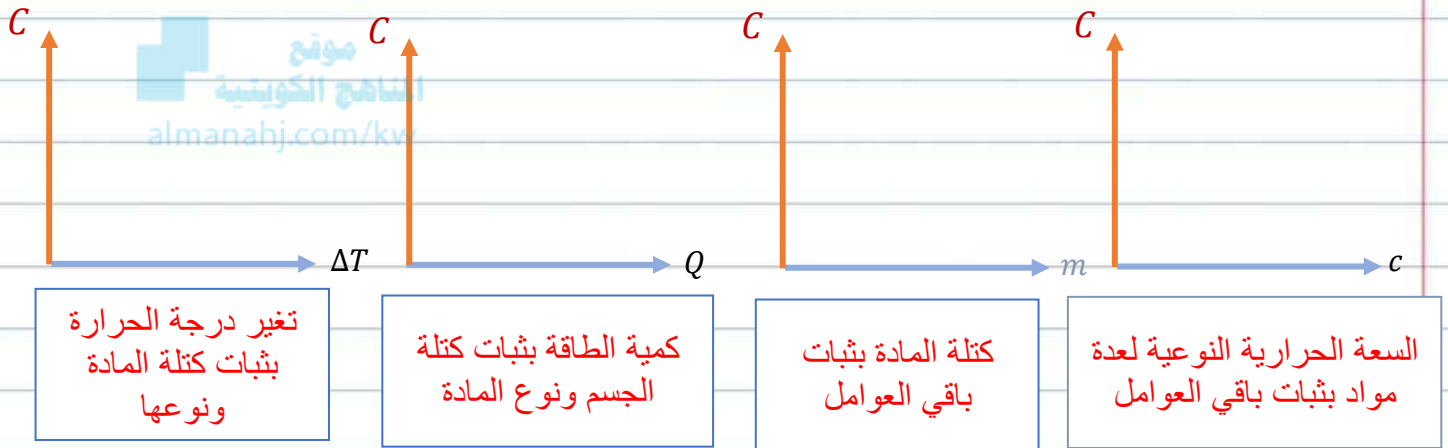 C
C
C
C
موقع
المناهج الكويتية
almanahj.com/kw
ΔT
Q
m
c
تغير درجة الحرارة
بثبات كتلة المادة
ونوعها
كمية الطاقة بثبات كتلة
الجسم ونوع المادة
كتلة المادة بثبات
باقي العوامل
السعة الحرارية النوعية لعدة
مواد بثبات باقي العوامل